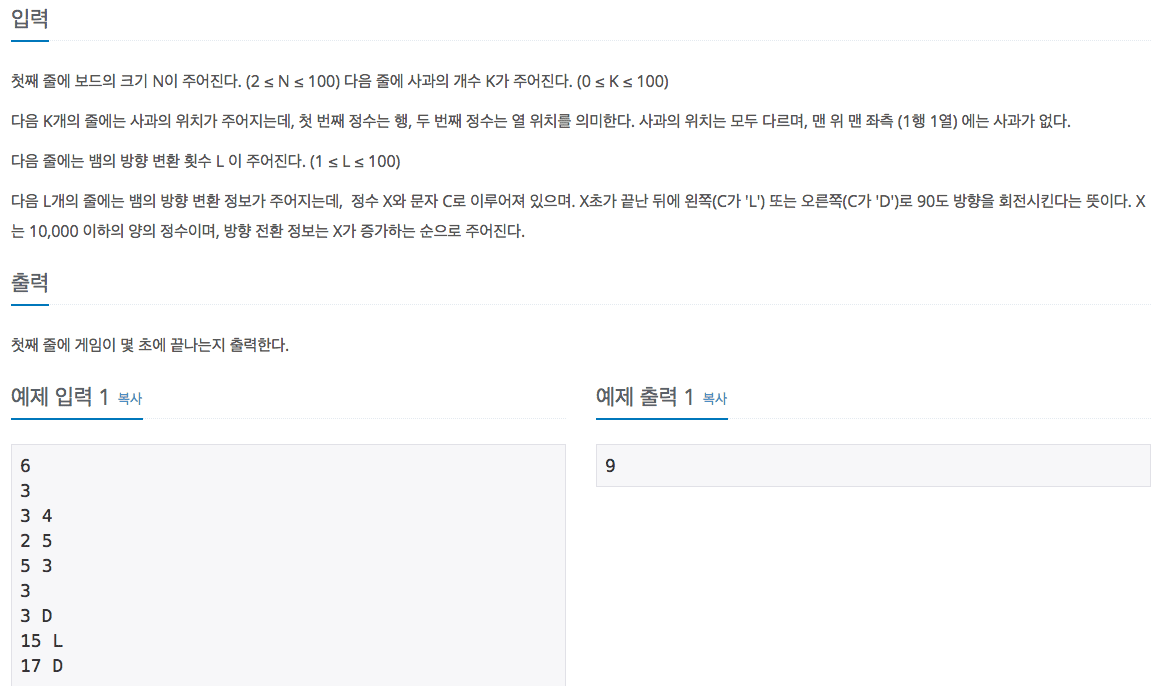 입력
첫째 줄에 보드의 크기 N이 주어진다. (2 ≤ N ≤ 100) 다음 줄에 사과의 개수 K가 주어진다. (0 ≤ K ≤ 100)
다음 K개의 줄에는 사과의 위치가 주어지는데, 첫 번째 정수는 행, 두 번째 정수는 열 위치를 의미한다. 사과의 위치는 모두 다르며, 맨 위 맨 좌측 (1행 1열) 에는 사과가 없다.
다음 줄에는 뱀의 방향 변환 횟수 L 이 주어진다. (1 ≤ L ≤ 100)
다음 L개의 줄에는 뱀의 방향 변환 정보가 주어지는데,  정수 X와 문자 C로 이루어져 있으며. X초가 끝난 뒤에 왼쪽(C가 'L') 또는 오른쪽(C가 'D')로 90도 방향을 회전시킨다는 뜻이다. X
는 10,000 이하의 양의 정수이며, 방향 전환 정보는 X가 증가하는 순으로 주어진다.
출력
첫째 줄에 게임이 몇 초에 끝나는지 출력한다.
예제 입력 1 복사
6
3
3 4
2 5
5 3
3
3 D
15 L
17 D
예제 출력 1 복사
9